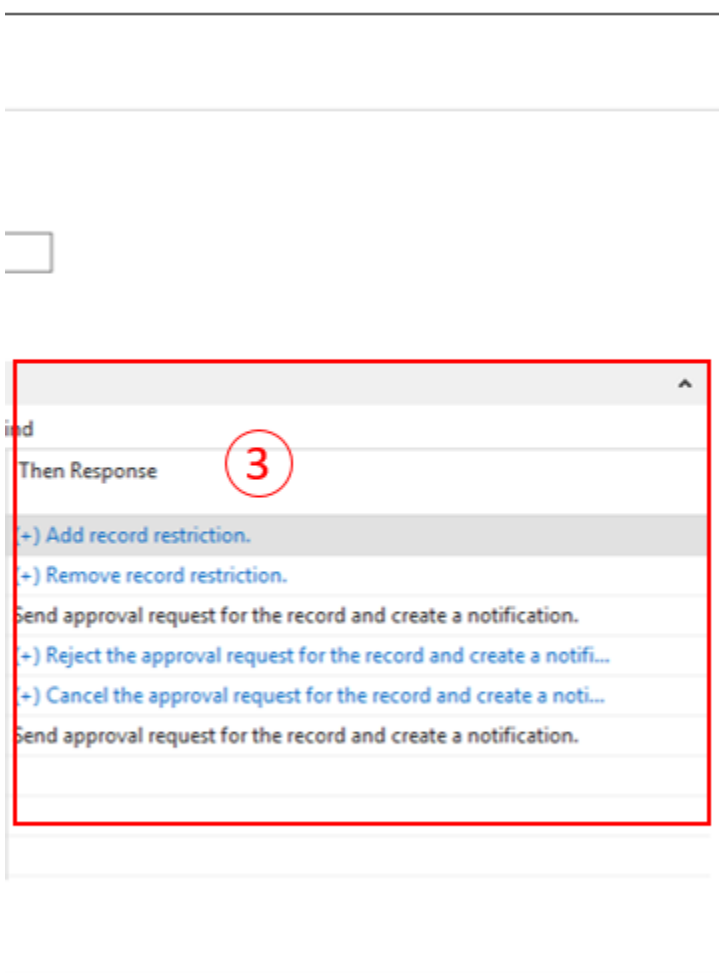 ind
Then Response
3
(+) Add record restriction.
(+) Remove record restriction.
Send approval request for the record and create a notification.
(+) Reject the approval request for the record and create a notifi...
(+) Cancel the approval request for the record and create a noti...
Send approval request for the record and create a notification.